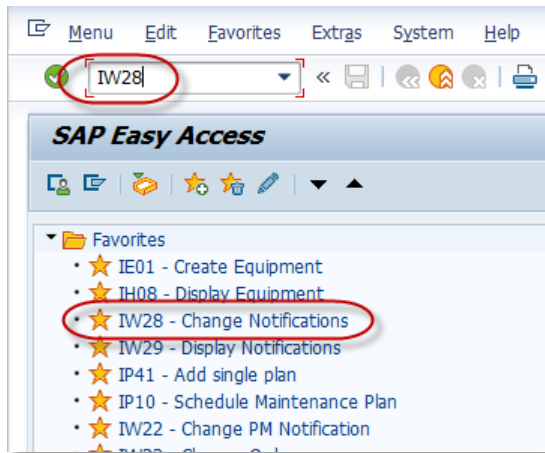 Menu Edit Favorites Extras System Help
IW28 «
SAP Easy Access
Favorites
IE01 - Create Equipment
IH08 - Display Equipment
IW28 - Change Notifications
IW29 - Display Notifications
IP41 - Add single plan
IP10 - Schedule Maintenance Plan
IW22 - Change PM Notification